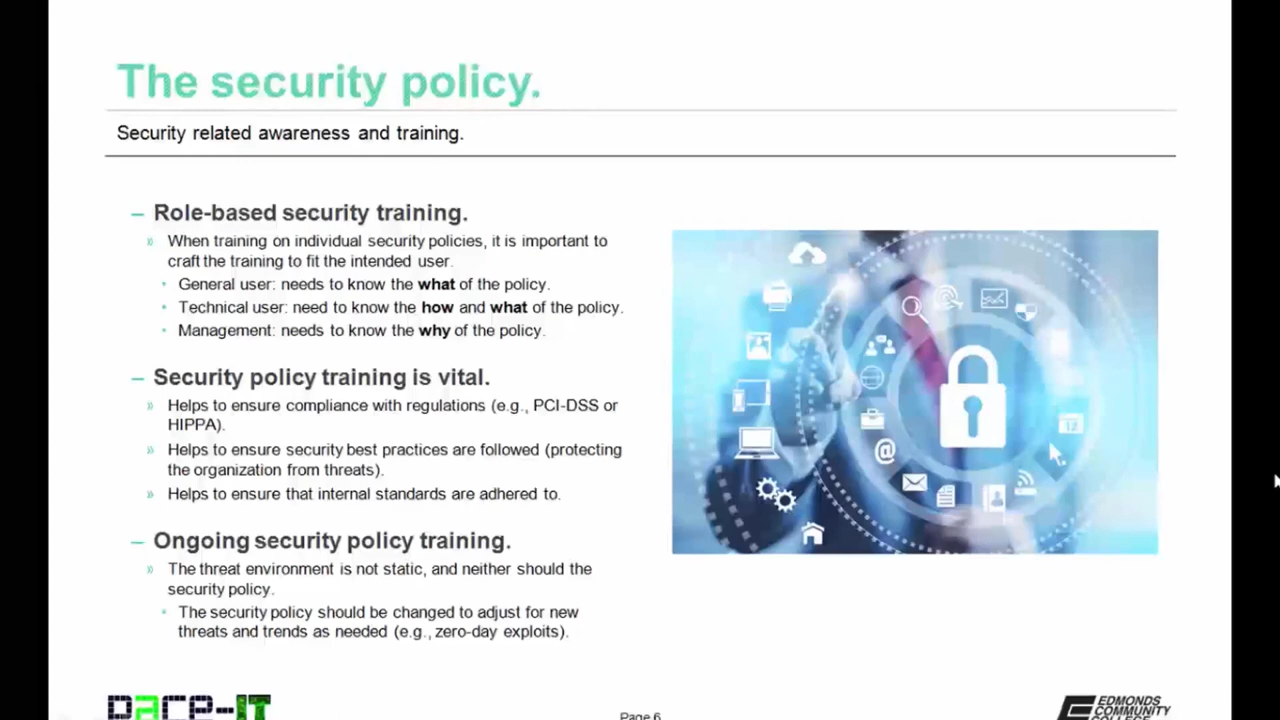 The security policy.
Security related awareness and training.
– Role-based security training.
» When training on individual security policies, it is important to
craft the training to fit the intended user.
• General user: needs to know the what of the policy.
• Technical user: need to know the how and what of the policy.
• Management: needs to know the why of the policy.
– Security policy training is vital.
» Helps to ensure compliance with regulations (e.g., PCI-DSS or
HIPPA).
» Helps to ensure security best practices are followed (protecting
the organization from threats).
» Helps to ensure that internal standards are adhered to.
– Ongoing security policy training.
» The threat environment is not static, and neither should the
security policy.
• The security policy should be changed to adjust for new
threats and trends as needed (e.g., zero-day exploits).
@
12
pace-IT
Page 6
EDMONDS
COMMUNITY
COLLEGE